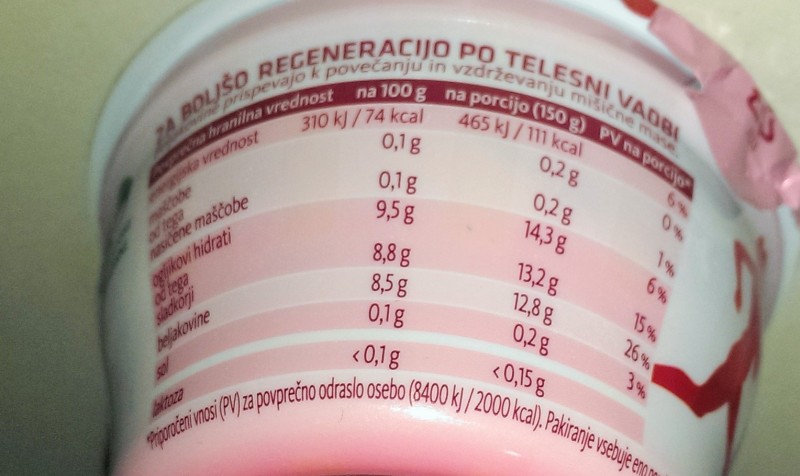 ZA BOLJŠO REGENERACIJO PO TELESNI VADBI
prispevajo k povečanju in vzdrževanju mišične mase.
hranilna vrednost na 100 g na porcijo (150 g) PV na porcijo*
energijska vrednost 310 kJ / 74 kcal 465 kJ / 111 kcal 6 %
maščobe 0,1 g 0,2 g 0 %
od tega
nasičene maščobe 0,1 g 0,2 g 1 %
ogljikovi hidrati 9,5 g 14,3 g 6 %
od tega
sladkorji 8,8 g 13,2 g 15 %
beljakovine 8,5 g 12,8 g 26 %
sol 0,1 g 0,2 g 3 %
laktoza <0,1 g <0,15 g
*Priporočeni vnosi (PV) za povprečno odraslo osebo (8400 kJ / 2000 kcal). Pakiranje vsebuje eno